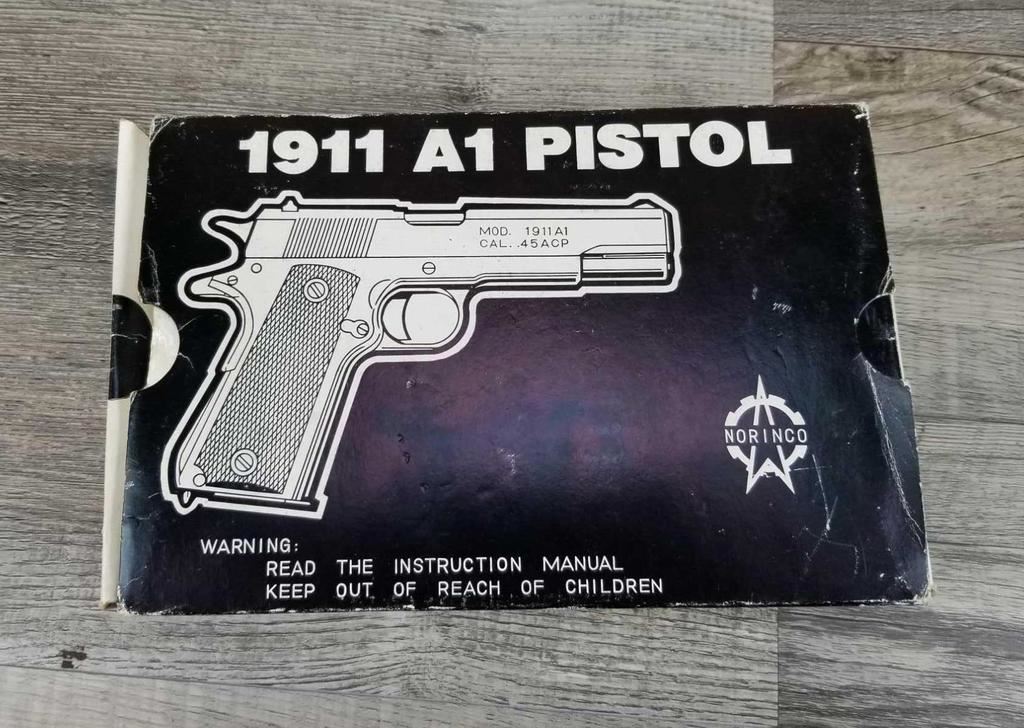 1911 A1 PISTOL
MOD. 1911A1
CAL. .45ACP
NORINCO
WARNING:
READ THE INSTRUCTION MANUAL
KEEP OUT OF REACH OF CHILDREN